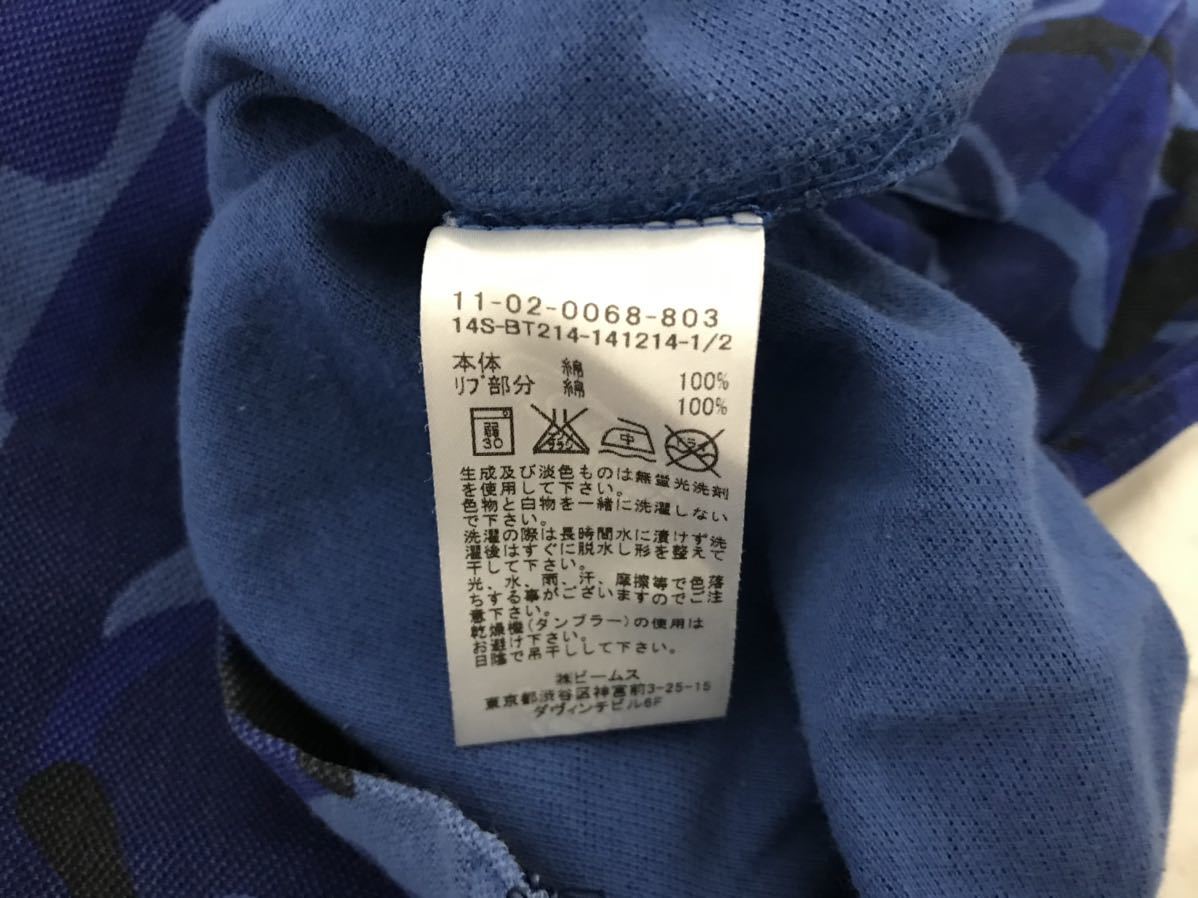 11-02-0068-803
14S-BT214-141214-1/2
本体 綿 100%
リブ部分 綿 100%
弱 30
エンソサラシ
中
ドライ
生成及び淡色ものは無蛍光洗剤
を使用して下さい。
色物と白物を一緒に洗濯しない
で下さい。
洗濯の際は長時間水に漬けず洗
濯後はすぐに脱水し形を整えて
干して下さい。
光、水、雨、汗、摩擦等で色落
ちする事がございますのでご注
意下さい。
乾燥機(タンブラー)の使用は
お避け下さい。
日陰で吊干しして下さい。
㈱ビームス
東京都渋谷区神宮前3-25-15
ダヴィンチビル6F